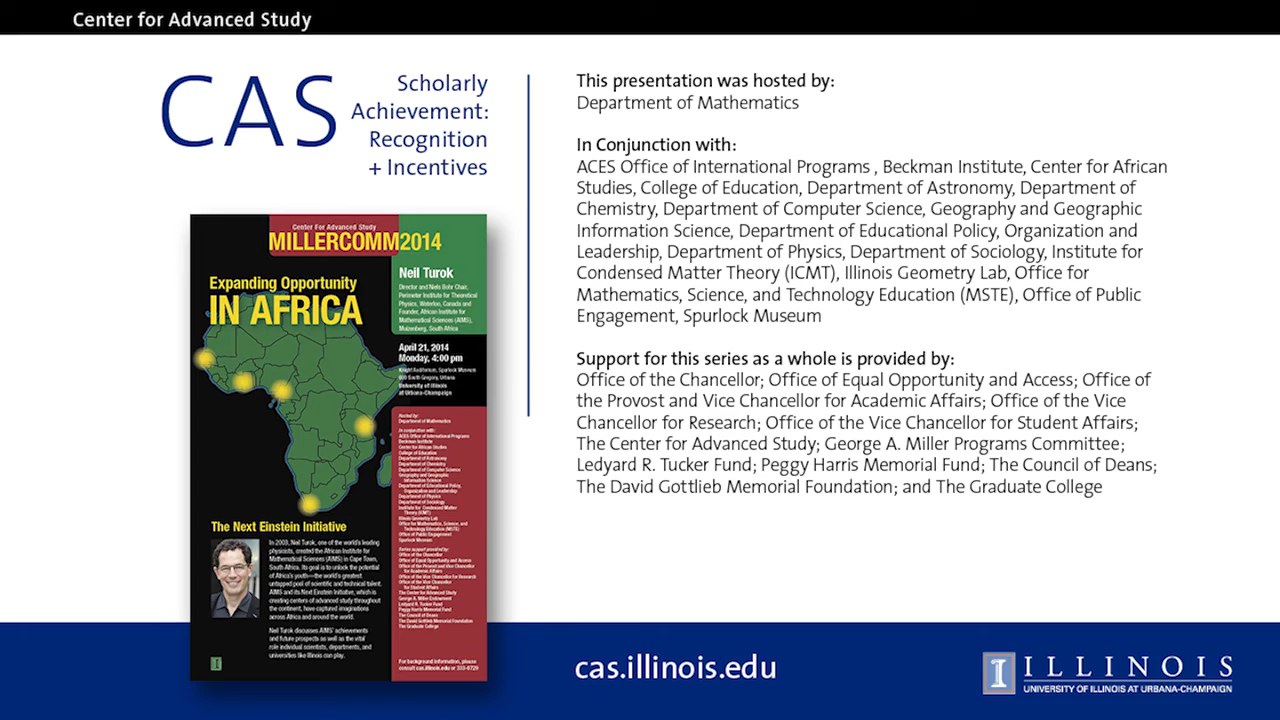 Center for Advanced Study
CAS
Scholarly
Achievement:
Recognition
+ Incentives
Center For Advanced Study
MILLERCOMM2014
Expanding Opportunity
IN AFRICA
Neil Turok
Director and Niels Bohr Chair,
Perimeter Institute for Theoretical
Physics, Waterloo, Canada and
Founder, African Institute for
Mathematical Sciences (AIMS),
Muizenberg, South Africa
April 21, 2014
Monday, 4:00 pm
Knight Auditorium, Spurlock Museum
600 South Gregory, Urbana
University of Illinois
at Urbana-Champaign
Hosted by:
Department of Mathematics
In conjunction with:
ACES Office of International Programs
Beckman Institute
Center for African Studies
College of Education
Department of Astronomy
Department of Chemistry
Department of Computer Science
Geography and Geographic
Information Science
Department of Educational Policy,
Organization and Leadership
Department of Physics
Department of Sociology
Institute for Condensed Matter
Theory (ICMT)
Illinois Geometry Lab
Office for Mathematics, Science, and
Technology Education (MSTE)
Office of Public Engagement
Spurlock Museum
Series support provided by:
Office of the Chancellor
Office of Equal Opportunity and Access
Office of the Provost and Vice Chancellor
for Academic Affairs
Office of the Vice Chancellor for Research
Office of the Vice Chancellor
for Student Affairs
The Center for Advanced Study
George A. Miller Endowment
Ledyard R. Tucker Fund
Peggy Harris Memorial Fund
The Council of Deans
The David Gottlieb Memorial Foundation
The Graduate College
For background information, please
consult cas.illinois.edu or 333-6729
The Next Einstein Initiative
In 2003, Neil Turok, one of the world's leading
physicists, created the African Institute for
Mathematical Sciences (AIMS) in Cape Town,
South Africa. Its goal is to unlock the potential
of Africa's youth—the world's greatest
untapped pool of scientific and technical talent.
AIMS and its Next Einstein Initiative, which is
creating centers of advanced study throughout
the continent, have captured imaginations
across Africa and around the world.
Neil Turok discusses AIMS' achievements
and future prospects as well as the vital
role individual scientists, departments, and
universities like Illinois can play.
I
This presentation was hosted by:
Department of Mathematics
In Conjunction with:
ACES Office of International Programs , Beckman Institute, Center for African
Studies, College of Education, Department of Astronomy, Department of
Chemistry, Department of Computer Science, Geography and Geographic
Information Science, Department of Educational Policy, Organization and
Leadership, Department of Physics, Department of Sociology, Institute for
Condensed Matter Theory (ICMT), Illinois Geometry Lab, Office for
Mathematics, Science, and Technology Education (MSTE), Office of Public
Engagement, Spurlock Museum
Support for this series as a whole is provided by:
Office of the Chancellor; Office of Equal Opportunity and Access; Office of
the Provost and Vice Chancellor for Academic Affairs; Office of the Vice
Chancellor for Research; Office of the Vice Chancellor for Student Affairs;
The Center for Advanced Study; George A. Miller Programs Committee;
Ledyard R. Tucker Fund; Peggy Harris Memorial Fund; The Council of Deans;
The David Gottlieb Memorial Foundation; and The Graduate College
cas.illinois.edu
I ILLINOIS
UNIVERSITY OF ILLINOIS AT URBANA-CHAMPAIGN